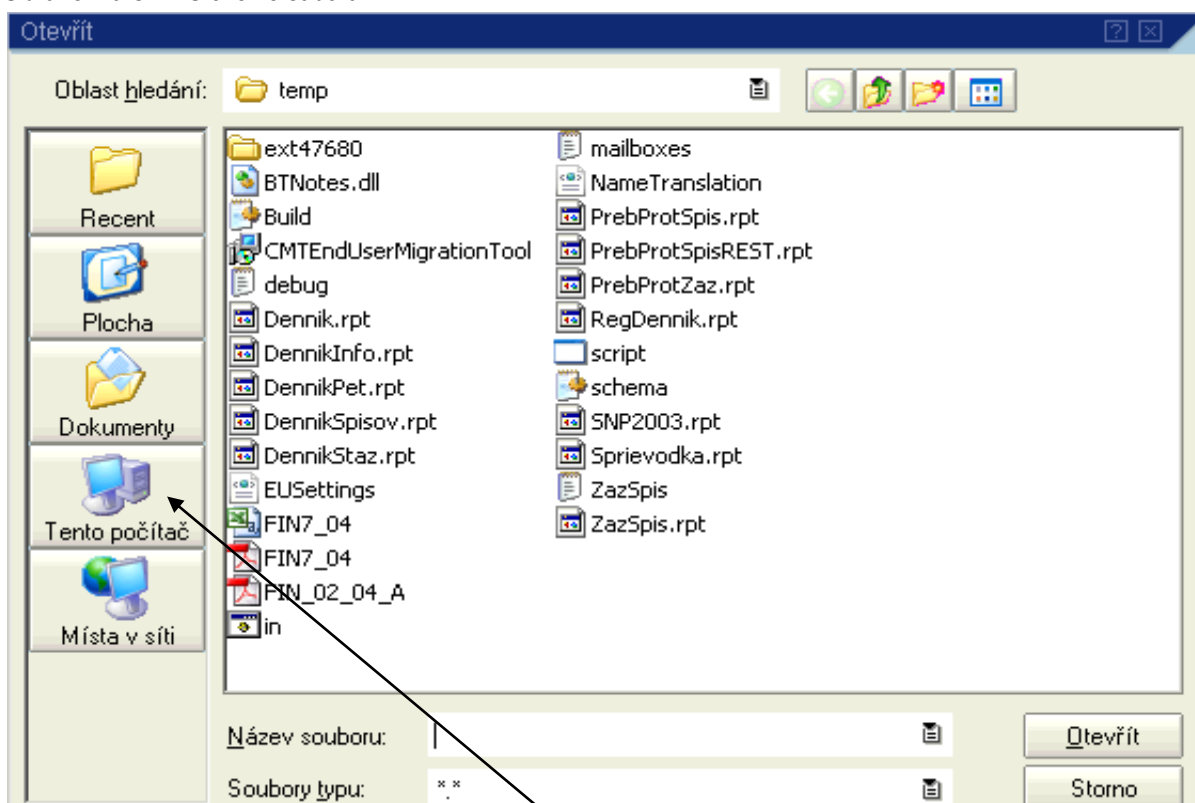 Otevřít
Oblast hledání: temp
Recent
Plocha
Dokumenty
Tento počítač
Místa v síti
ext47680
BTNotes.dll
Build
CMTEndUserMigrationTool
debug
Dennik.rpt
DennikInfo.rpt
DennikPet.rpt
DennikSpisov.rpt
DennikStaz.rpt
EUSettings
FIN7_04
FIN7_04
FIN_02_04_A
in
mailboxes
NameTranslation
PrebProtSpis.rpt
PrebProtSpisREST.rpt
PrebProtZaz.rpt
RegDennik.rpt
script
schema
SNP2003.rpt
Sprievodka.rpt
ZazSpis
ZazSpis.rpt
Název souboru:
Otevřít
Soubory typu: *.*
Storno